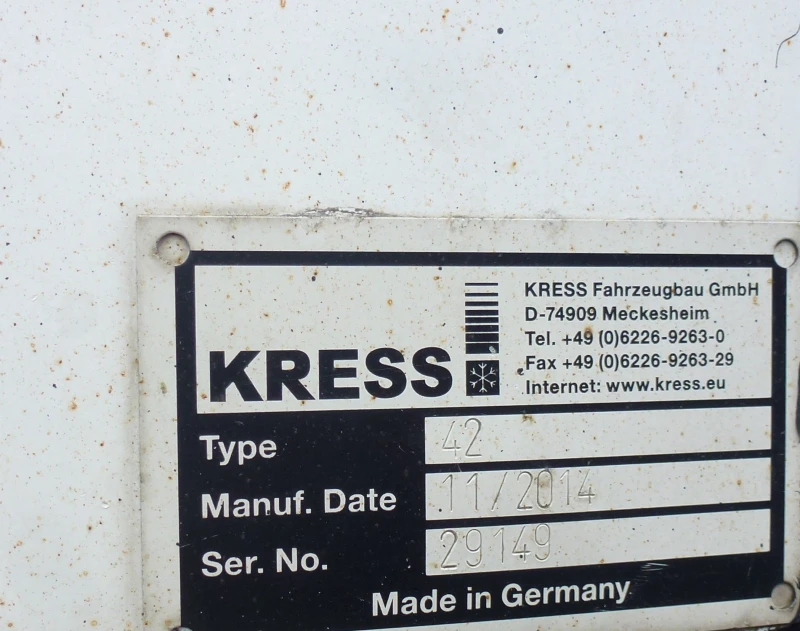 KRESS
KRESS Fahrzeugbau GmbH
D-74909 Meckesheim
Tel. +49 (0)6226-9263-0
Fax +49 (0)6226-9263-29
Internet: www.kress.eu
Type 42
Manuf. Date 11/2014
Ser. No. 29149
Made in Germany